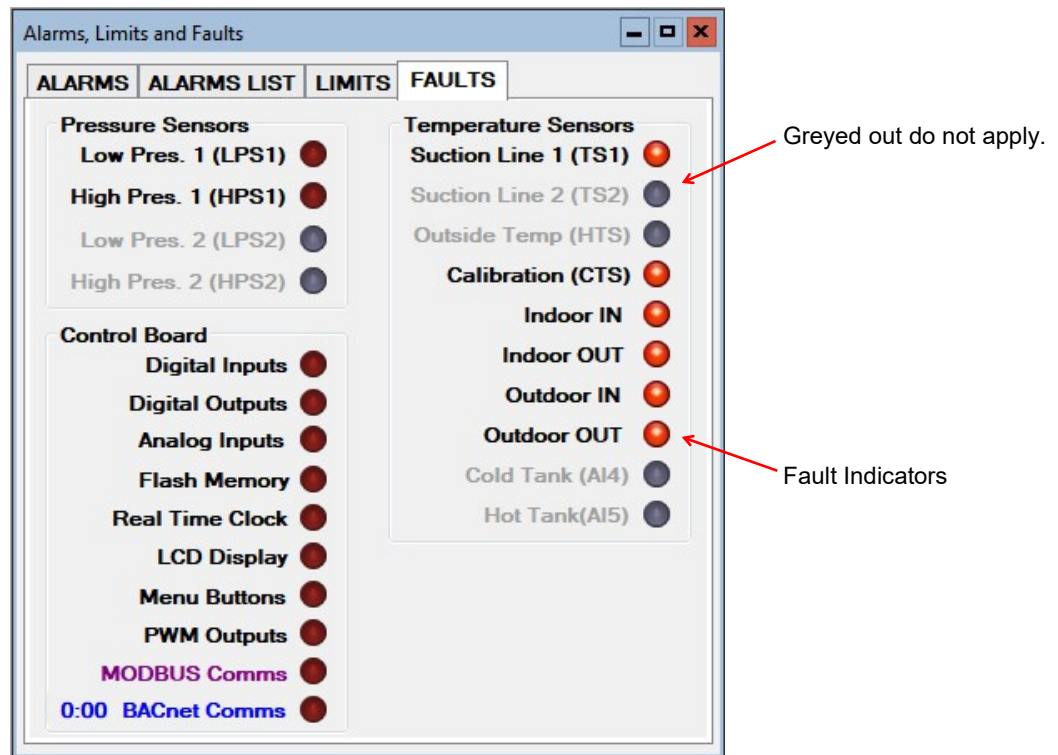 Alarms, Limits and Faults
ALARMS ALARMS LIST LIMITS FAULTS
Pressure Sensors
Low Pres. 1 (LPS1)
High Pres. 1 (HPS1)
Low Pres. 2 (LPS2)
High Pres. 2 (HPS2)
Control Board
Digital Inputs
Digital Outputs
Analog Inputs
Flash Memory
Real Time Clock
LCD Display
Menu Buttons
PWM Outputs
MODBUS Comms
0:00 BACnet Comms
Temperature Sensors
Suction Line 1 (TS1)
Suction Line 2 (TS2)
Outside Temp (HTS)
Calibration (CTS)
Indoor IN
Indoor OUT
Outdoor IN
Outdoor OUT
Cold Tank (AI4)
Hot Tank(AI5)
Greyed out do not apply.
Fault Indicators